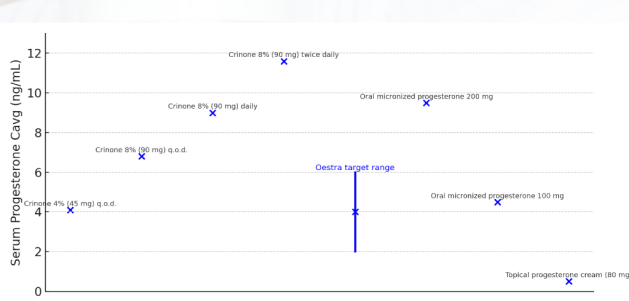 Serum Progesterone Cavg (ng/mL)
12
10
8
6
4
2
0
Crinone 8% (90 mg) twice daily
Oral micronized progesterone 200 mg
Crinone 8% (90 mg) daily
Crinone 8% (90 mg) q.o.d.
Oestra target range
Oral micronized progesterone 100 mg
Crinone 4% (45 mg) q.o.d.
Topical progesterone cream (80 mg